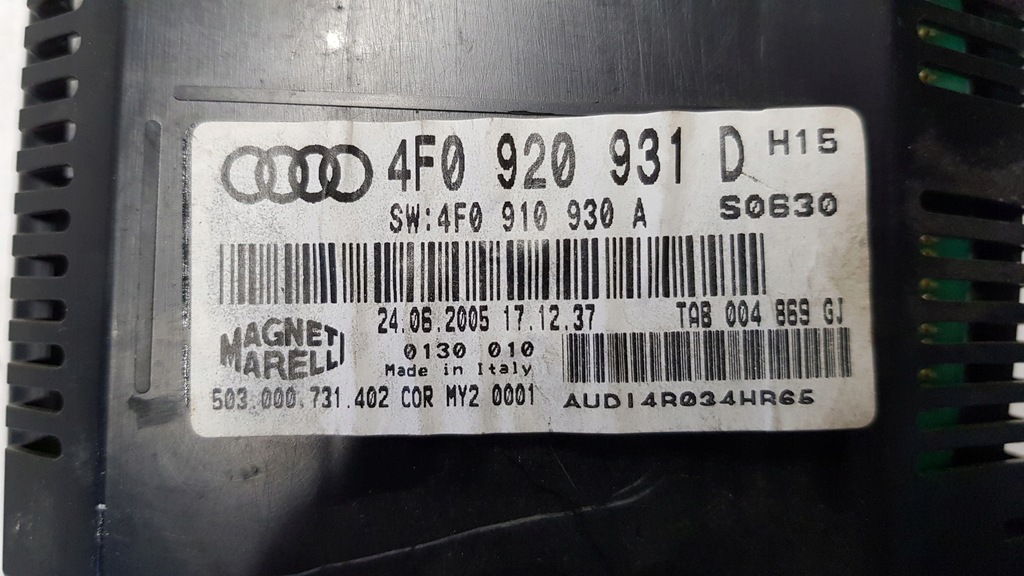 4F0 920 931 D H15
SW:4F0 910 930 A S0630
24.06.2005 17.12.37 TAB 004 869 GJ
MAGNETI MARELLI
0130 010
Made in Italy
503.000.731.402 COR MY2 0001 AUDI4R034HR65